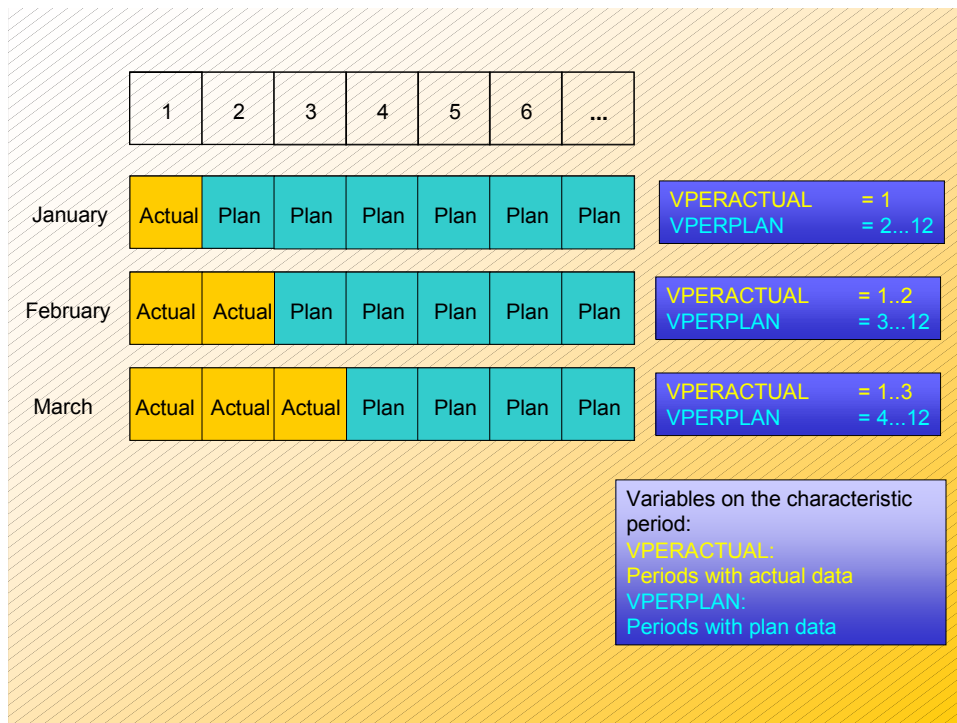 1 2 3 4 5 6 ...
January Actual Plan Plan Plan Plan Plan Plan
VPERACTUAL = 1
VPERPLAN = 2...12
February Actual Actual Plan Plan Plan Plan Plan
VPERACTUAL = 1..2
VPERPLAN = 3...12
March Actual Actual Actual Plan Plan Plan Plan
VPERACTUAL = 1..3
VPERPLAN = 4...12
Variables on the characteristic
period:
VPERACTUAL:
Periods with actual data
VPERPLAN:
Periods with plan data